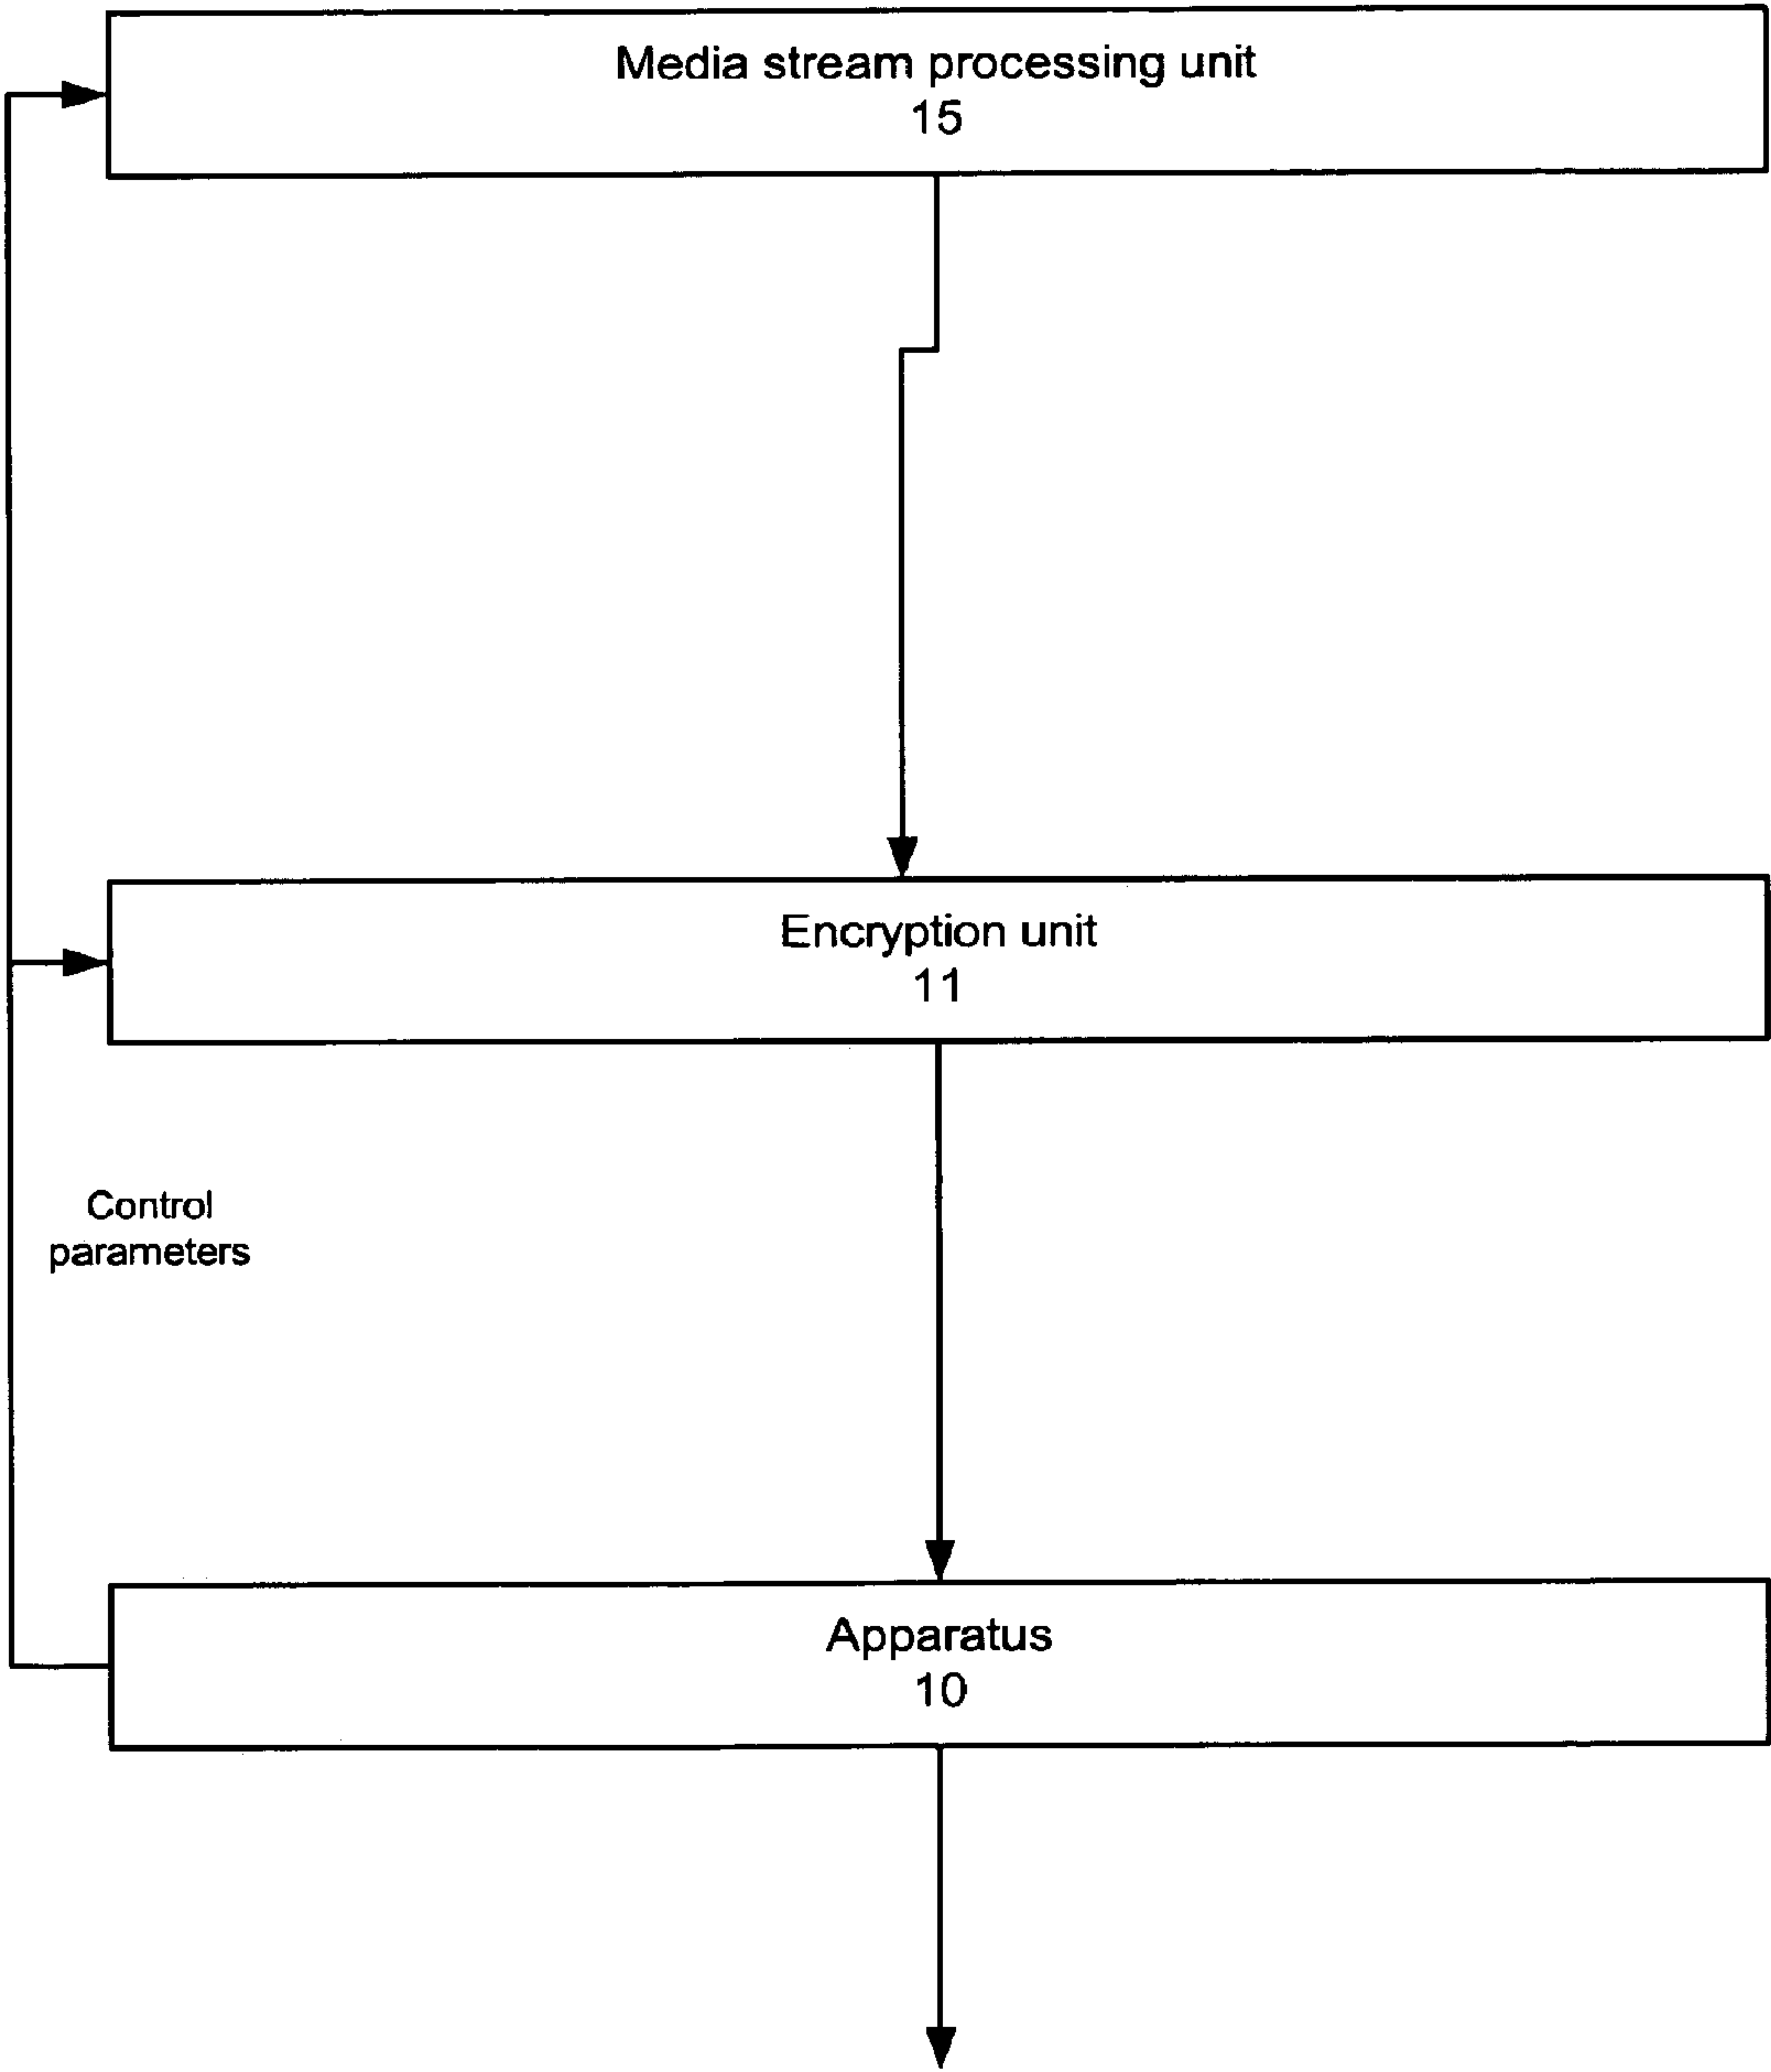 Media stream processing unit
15
Encryption unit
11
Control
parameters
Apparatus
10